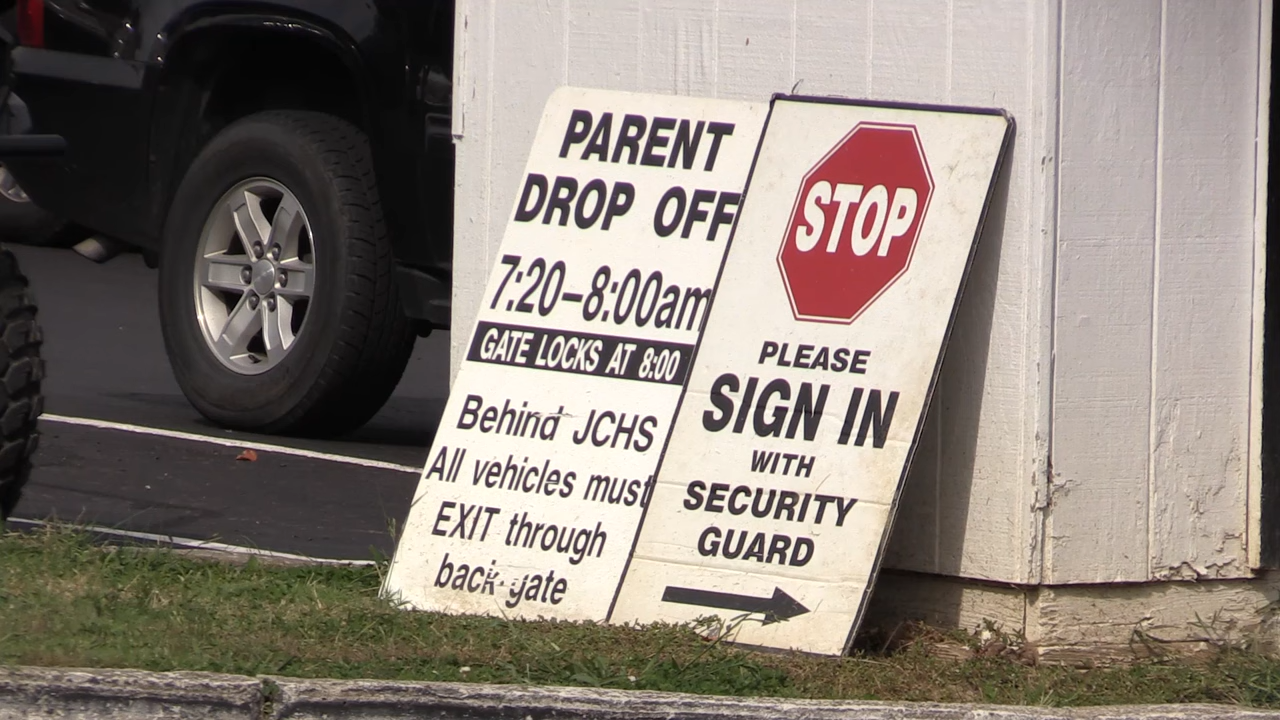 PARENT
DROP OFF
7:20-8:00am
GATE LOCKS AT 8:00
Behind JCHS
All vehicles must
EXIT through
back gate
STOP
PLEASE
SIGN IN
WITH
SECURITY
GUARD